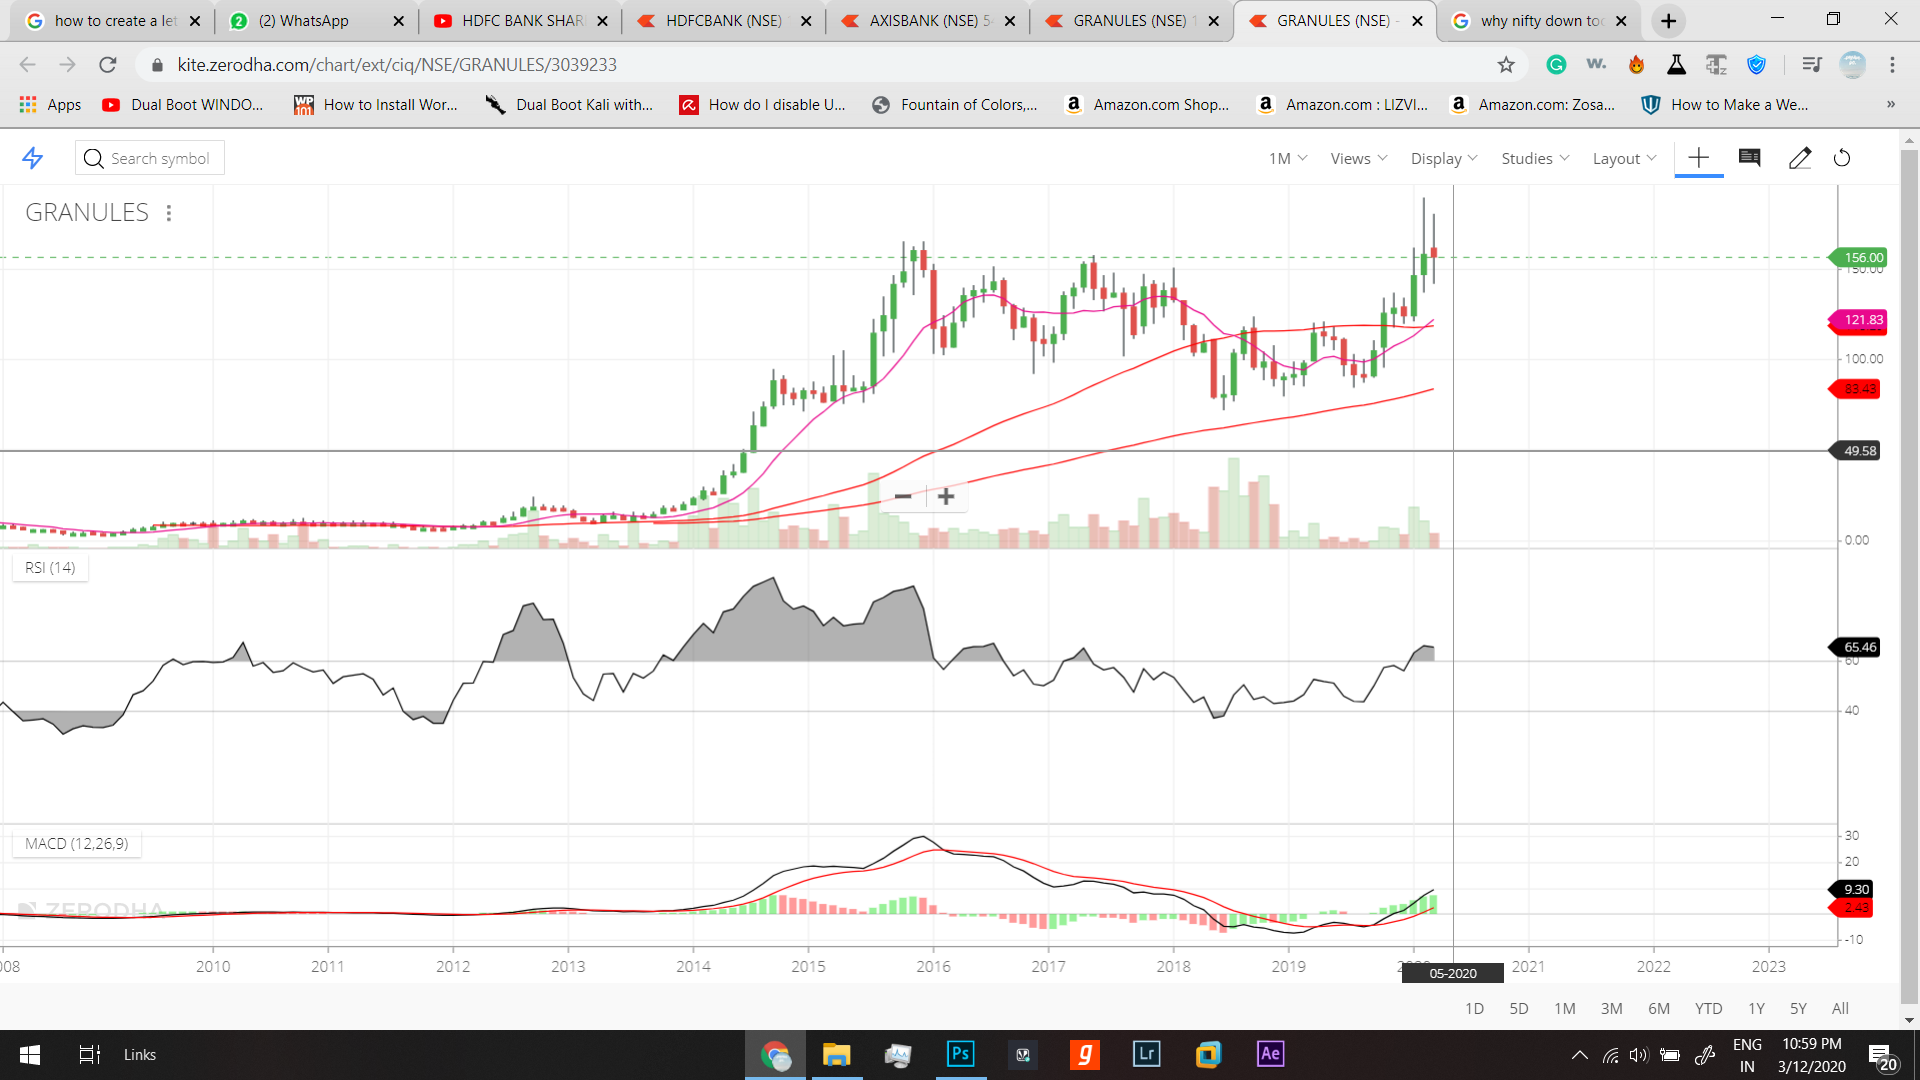 how to create a let
(2) WhatsApp
HDFC BANK SHAR
HDFCBANK (NSE)
AXISBANK (NSE) 5
GRANULES (NSE) 1
GRANULES (NSE) -
why nifty down too
kite.zerodha.com/chart/ext/ciq/NSE/GRANULES/3039233
w.
Apps
Dual Boot WINDO...
How to Install Wor...
Dual Boot Kali with...
How do I disable U...
Fountain of Colors,...
Amazon.com Shop...
Amazon.com : LIZVI...
Amazon.com: Zosa...
How to Make a We...
»
Search symbol
1M
Views
Display
Studies
Layout
GRANULES
156.00
150.00
121.83
100.00
83.43
49.58
0.00
RSI (14)
65.46
60
40
MACD (12,26,9)
30
20
9.30
2.43
-10
ZERODHA
008
2010
2011
2012
2013
2014
2015
2016
2017
2018
2019
05-2020
2021
2022
2023
1D
5D
1M
3M
6M
YTD
1Y
5Y
All
Links
Ps
g
Lr
Ae
ENG
IN
10:59 PM
3/12/2020
20